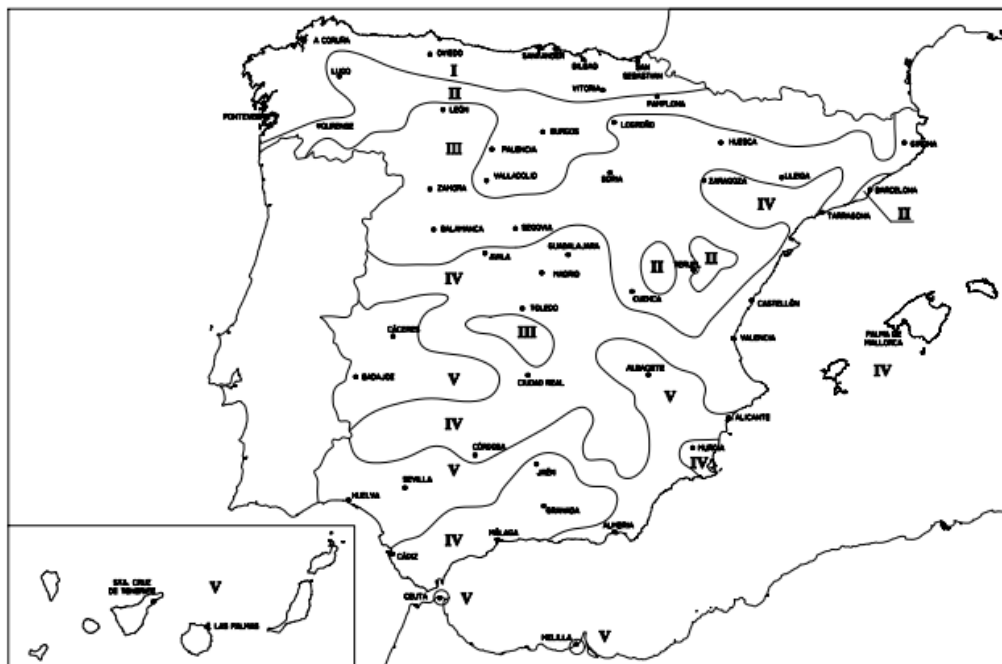 A CORUÑA
OVIEDO
SANTANDER
BILBAO
SAN
SEBASTIAN
LUGO
I
VITORIA
II
PAMPLONA
PONTEVEDRA
OURENSE
LEÓN
LOGROÑO
BURGOS
HUESCA
GIRONA
III
PALENCIA
VALLADOLID
SORIA
ZARAGOZA
LLEIDA
ZAMORA
BARCELONA
IV
TARRASONA
II
SALAMANCA
SEGOVIA
ÁVILA
GUADALAJARA
IV
MADRID
II
TERUEL
II
CUENCA
TOLEDO
CASTELLÓN
CÁCERES
III
VALENCIA
PALMA DE
MALLORCA
IV
BADAJOZ
V
CIUDAD REAL
ALBACETE
V
IV
ALICANTE
CÓRDOBA
MURCIA
IV
V
JAÉN
SEVILLA
HUELVA
GRANADA
IV
MÁLAGA
ALMERIA
CÁDIZ
CEUTA
V
MELILLA
V
STA. CRUZ
DE TENERIFE
V
LAS PALMAS